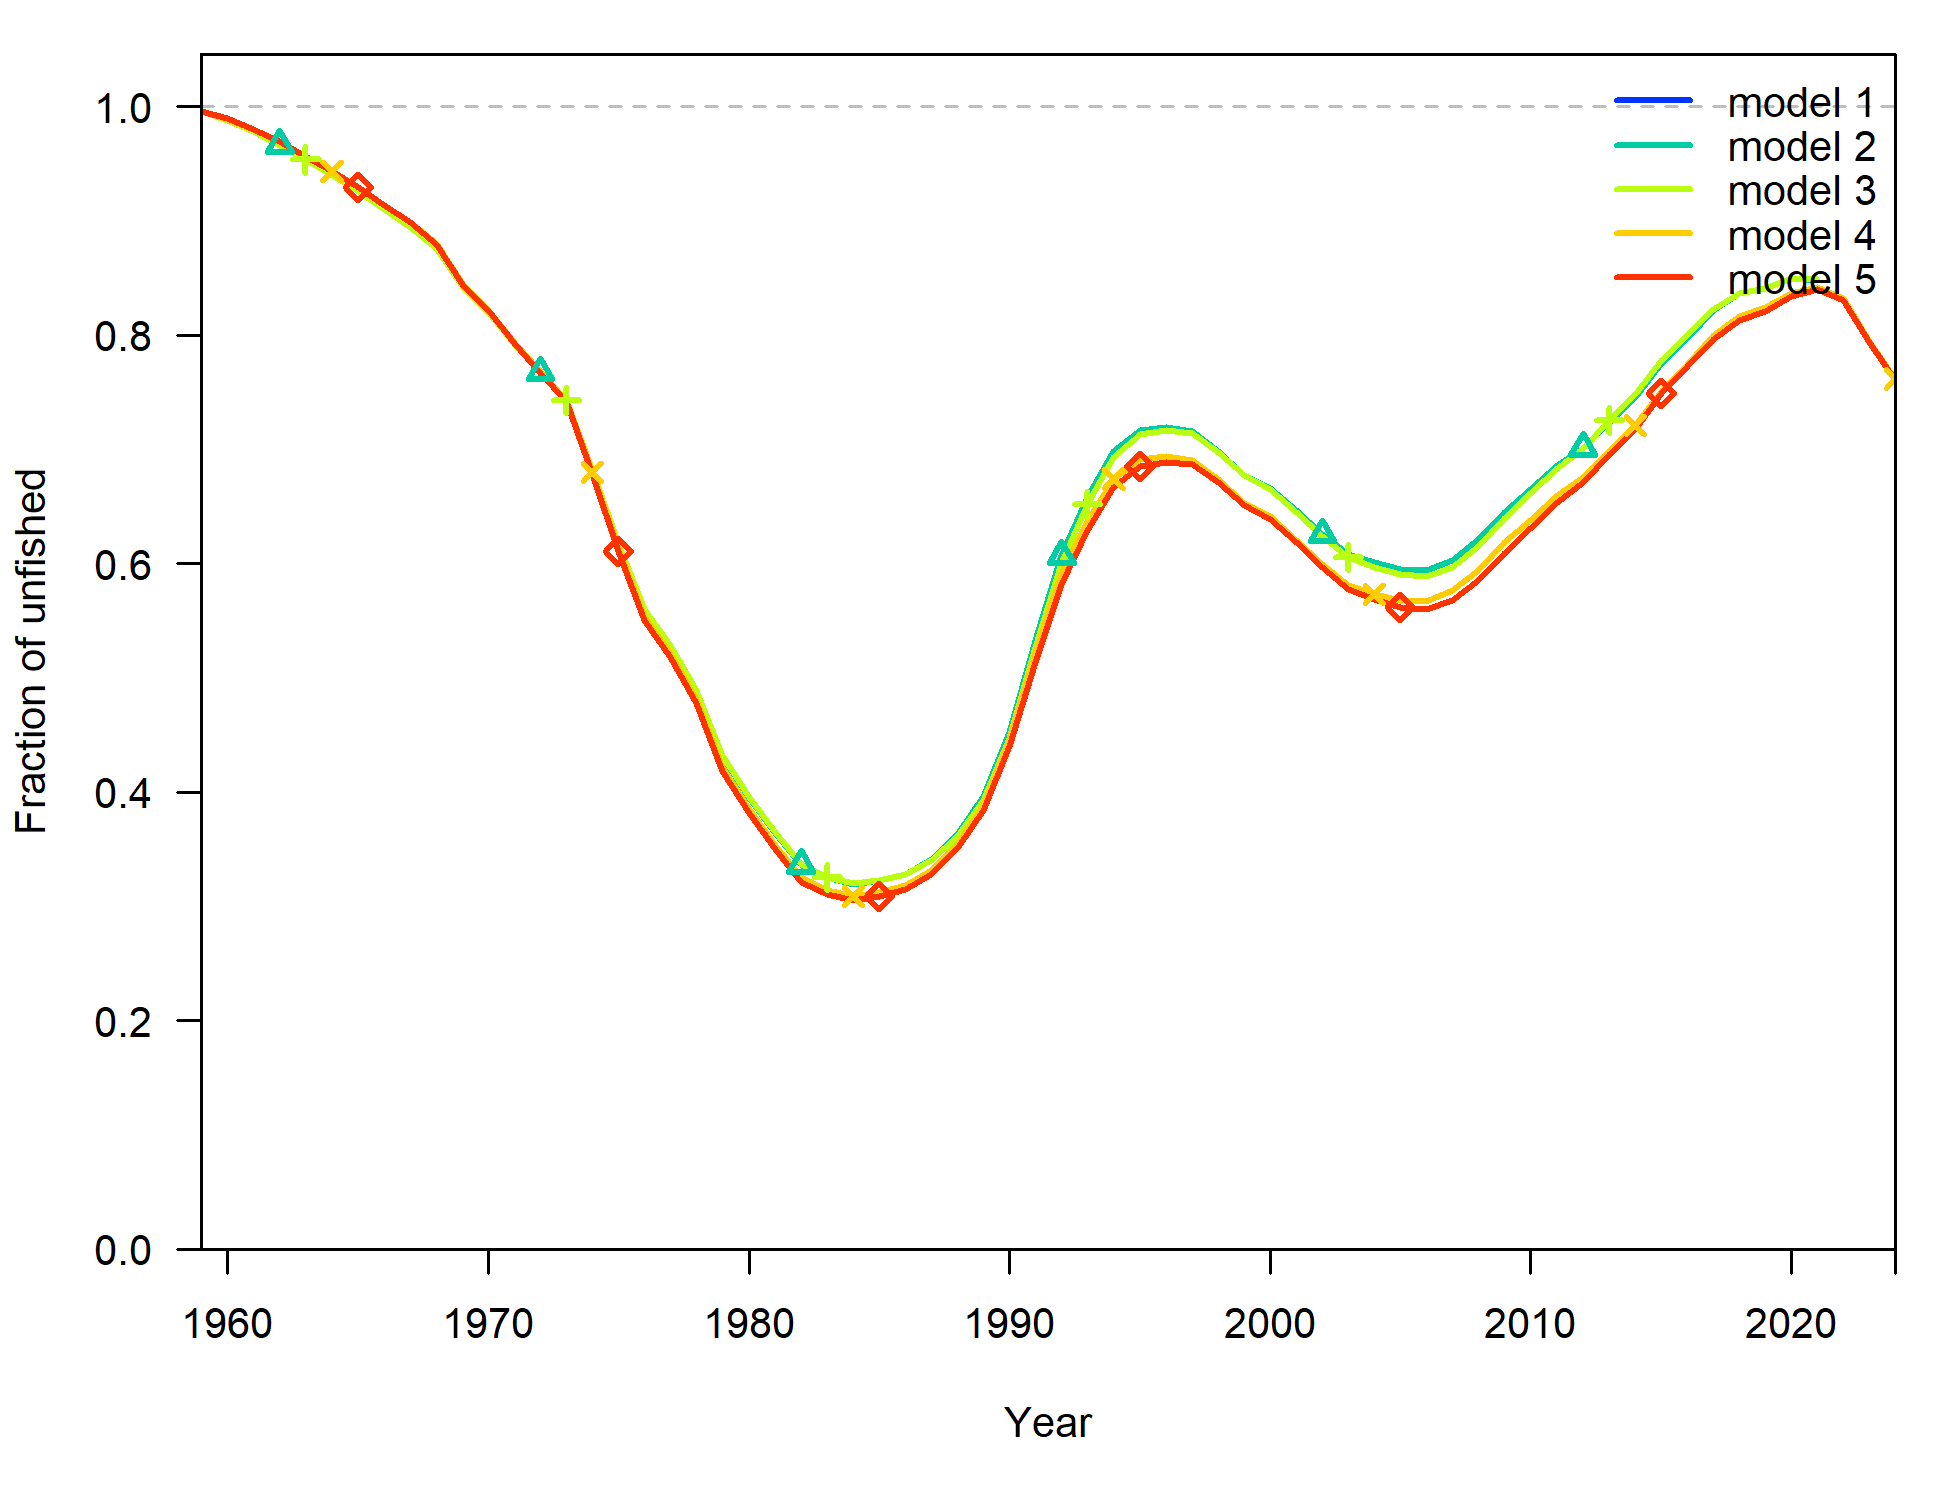 model 1
model 2
model 3
model 4
model 5
1.0
0.8
0.6
0.4
0.2
0.0
Fraction of unfished
1960 1970 1980 1990 2000 2010 2020
Year